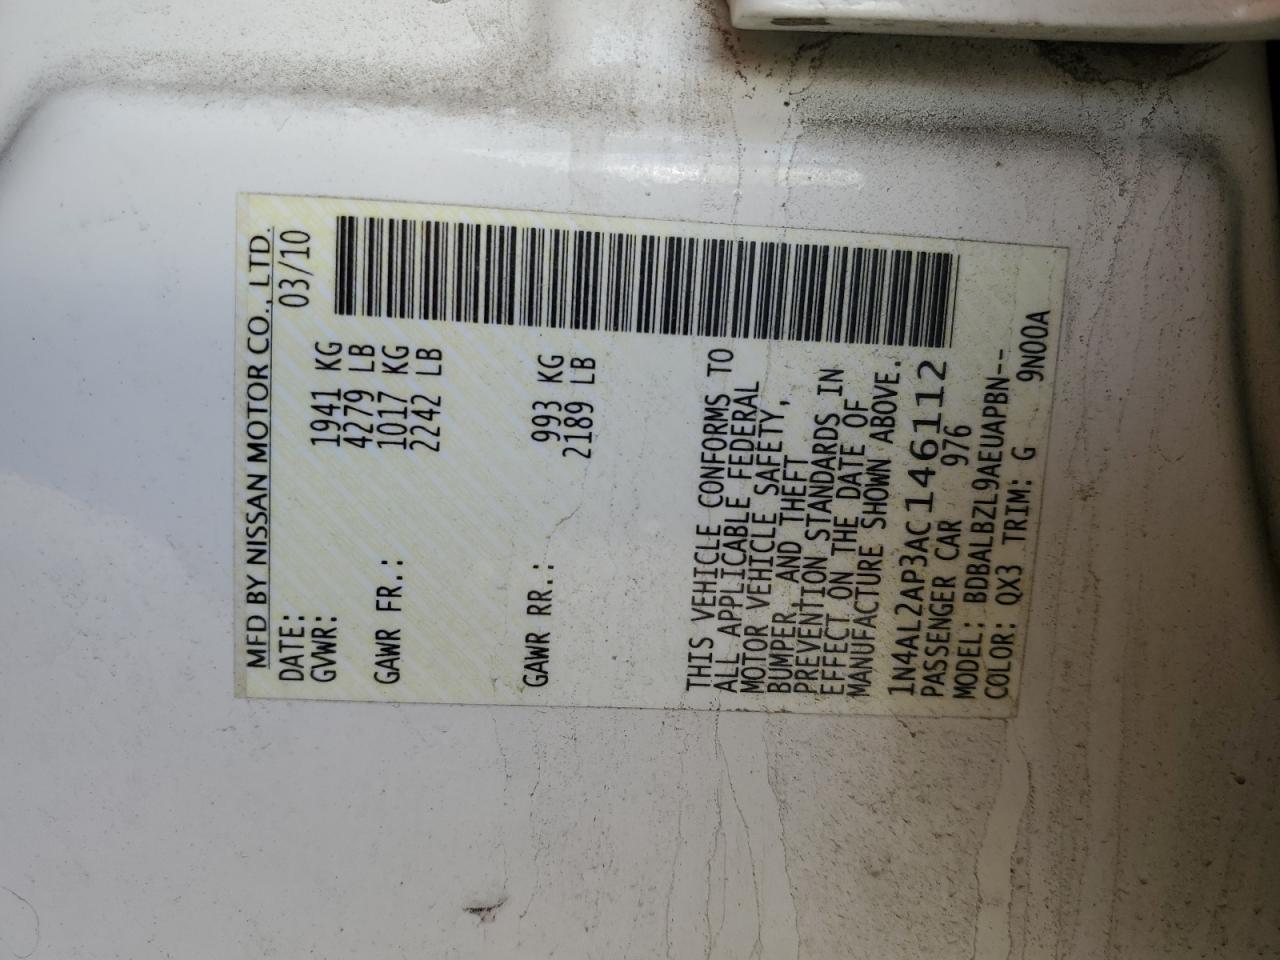 MFD BY NISSAN MOTOR CO., LTD.
DATE: 03/10
GVWR: 1941 KG
4279 LB
GAWR FR.: 1017 KG
2242 LB
GAWR RR.: 993 KG
2189 LB
THIS VEHICLE CONFORMS TO
ALL APPLICABLE FEDERAL
MOTOR VEHICLE SAFETY,
BUMPER, AND THEFT
PREVENTION STANDARDS IN
EFFECT ON THE DATE OF
MANUFACTURE SHOWN ABOVE.
1N4AL2AP3AC146112
PASSENGER CAR 976
MODEL: BDBALBZL9AEUAPBN--
COLOR: QX3 TRIM: G 9N00A